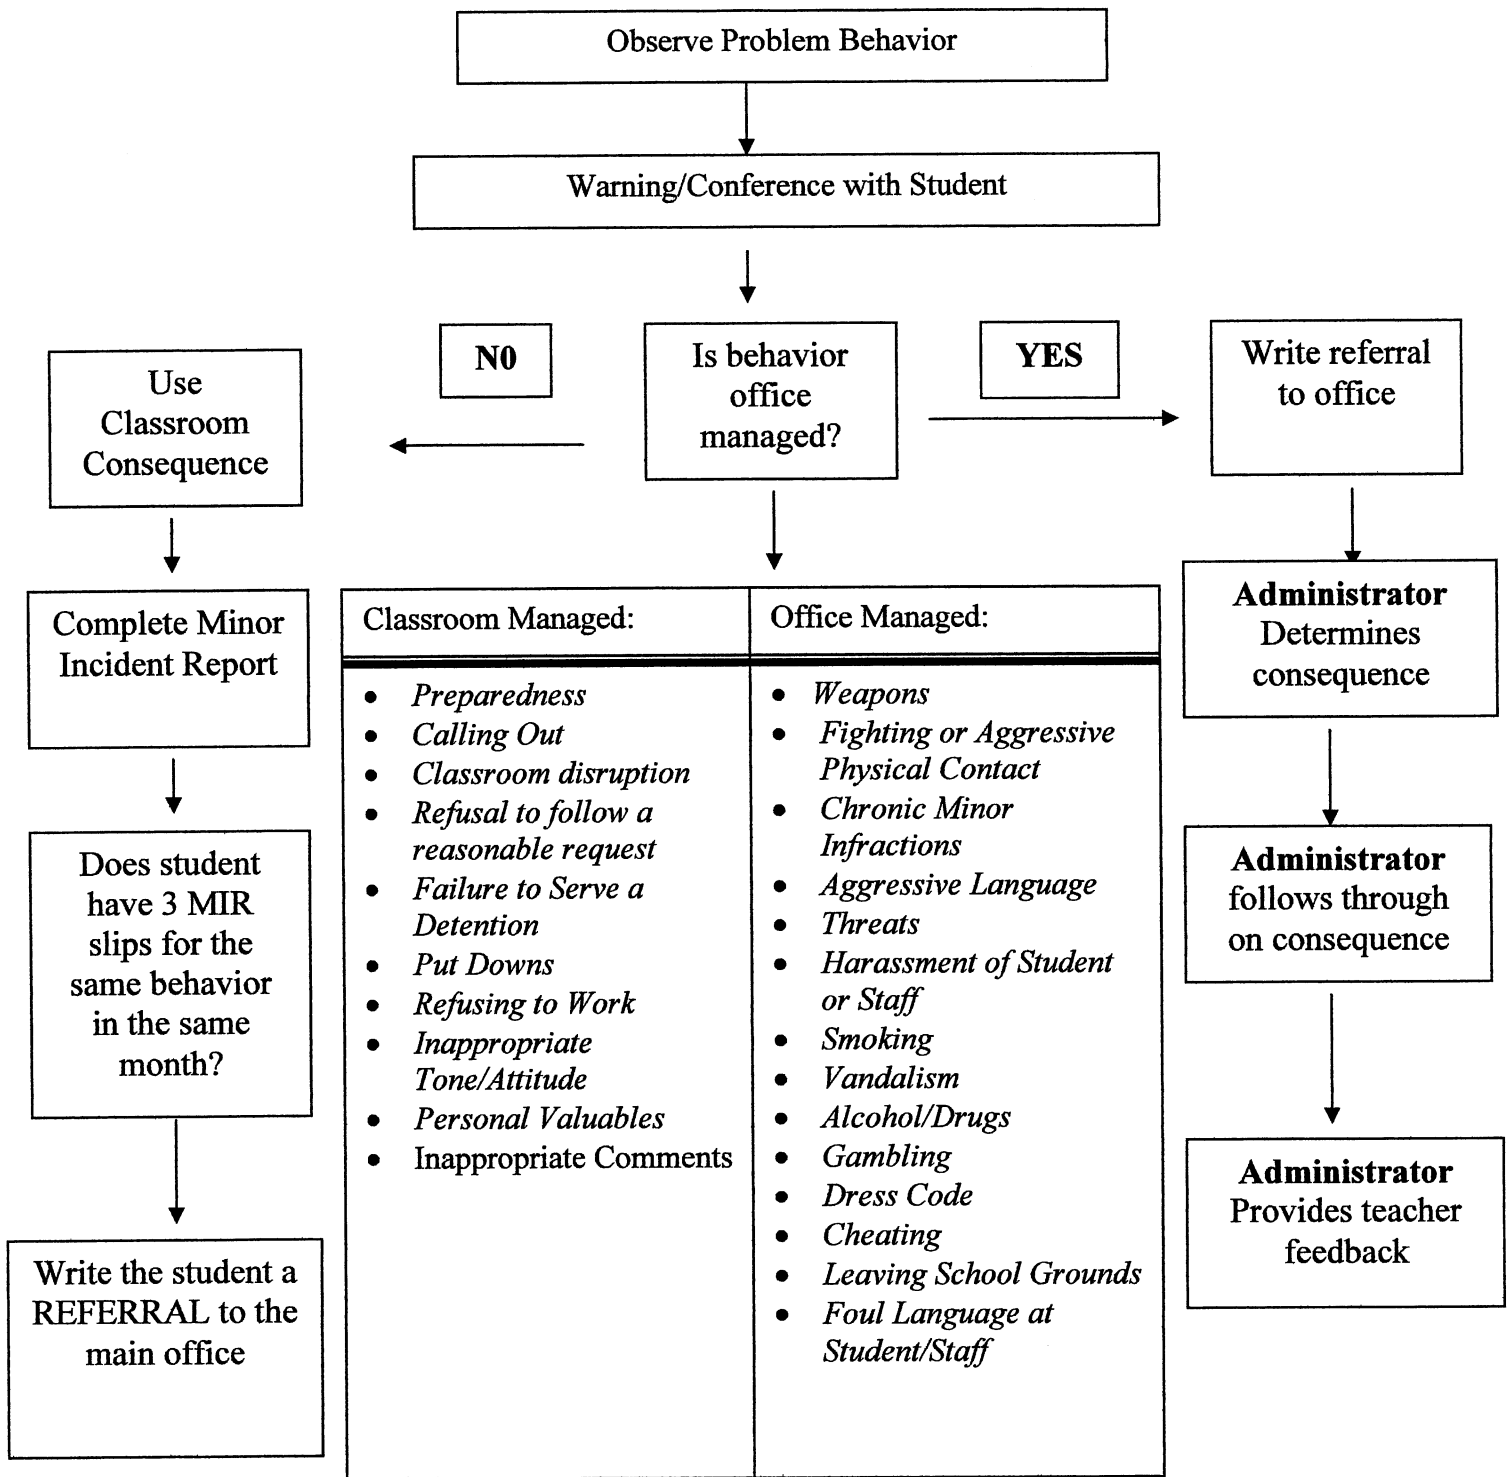 Observe Problem Behavior
Warning/Conference with Student
N0
Is behavior
office
managed?
YES
Write referral
to office
Use
Classroom
Consequence
Complete Minor
Incident Report
Does student
have 3 MIR
slips for the
same behavior
in the same
month?
Write the student a
REFERRAL to the
main office
Classroom Managed:
• Preparedness
• Calling Out
• Classroom disruption
• Refusal to follow a
reasonable request
• Failure to Serve a
Detention
• Put Downs
• Refusing to Work
• Inappropriate
Tone/Attitude
• Personal Valuables
• Inappropriate Comments
Office Managed:
• Weapons
• Fighting or Aggressive
Physical Contact
• Chronic Minor
Infractions
• Aggressive Language
• Threats
• Harassment of Student
or Staff
• Smoking
• Vandalism
• Alcohol/Drugs
• Gambling
• Dress Code
• Cheating
• Leaving School Grounds
• Foul Language at
Student/Staff
Administrator
Determines
consequence
Administrator
follows through
on consequence
Administrator
Provides teacher
feedback